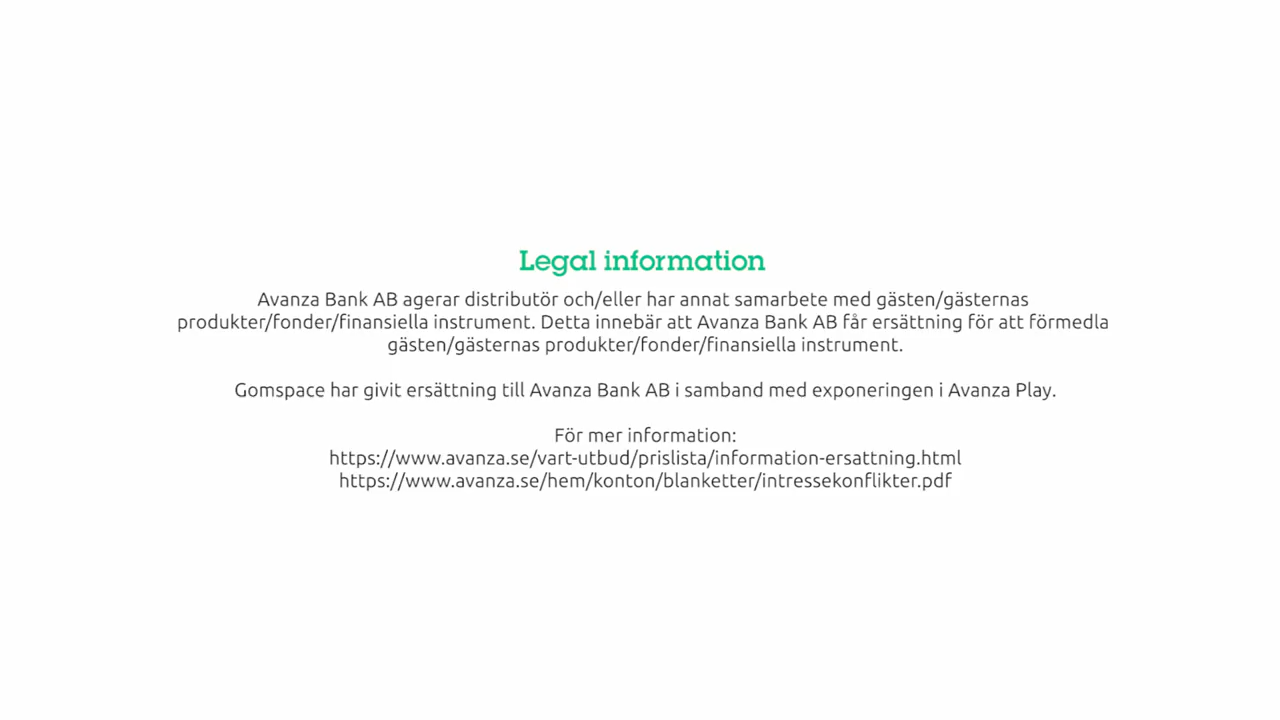 Legal information
Avanza Bank AB agerar distributör och/eller har annat samarbete med gästen/gästernas
produkter/fonder/finansiella instrument. Detta innebär att Avanza Bank AB får ersättning för att förmedla
gästen/gästernas produkter/fonder/finansiella instrument.
Gomspace har givit ersättning till Avanza Bank AB i samband med exponeringen i Avanza Play.
För mer information:
https://www.avanza.se/vart-utbud/prislista/information-ersattning.html
https://www.avanza.se/hem/konton/blanketter/intressekonflikter.pdf